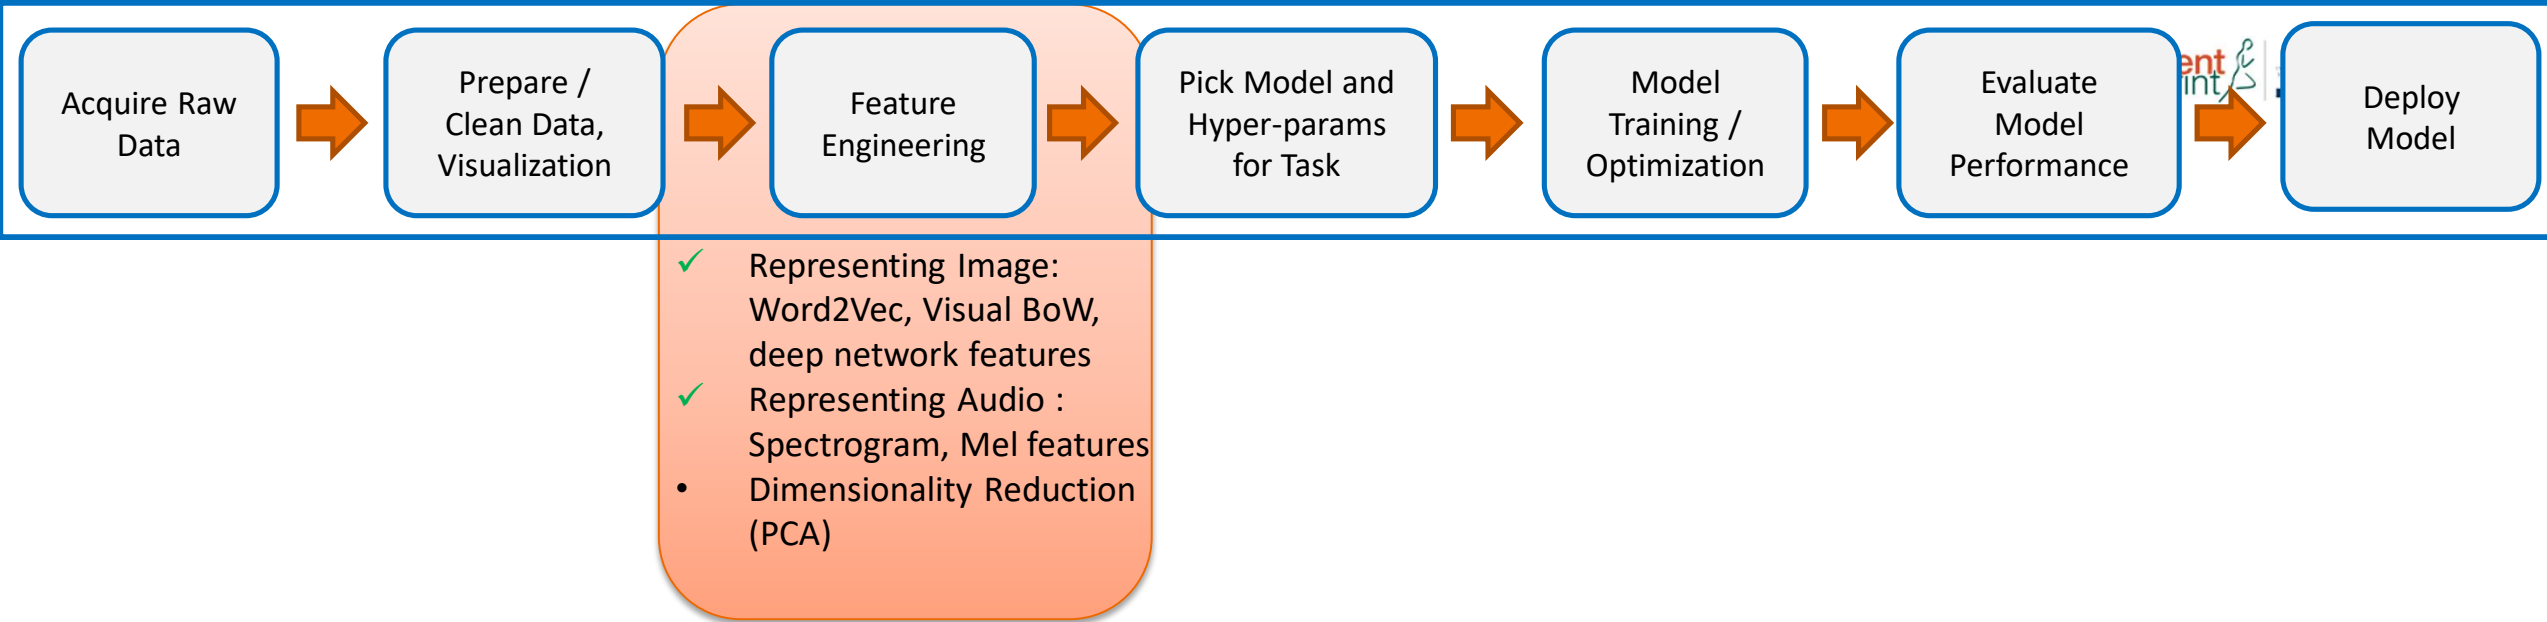 Acquire Raw
Data
Prepare /
Clean Data,
Visualization
Feature
Engineering
Pick Model and
Hyper-params
for Task
Model
Training /
Optimization
Evaluate
Model
Performance
Deploy
Model
✓ Representing Image:
Word2Vec, Visual BoW,
deep network features
✓ Representing Audio :
Spectrogram, Mel features
• Dimensionality Reduction
(PCA)